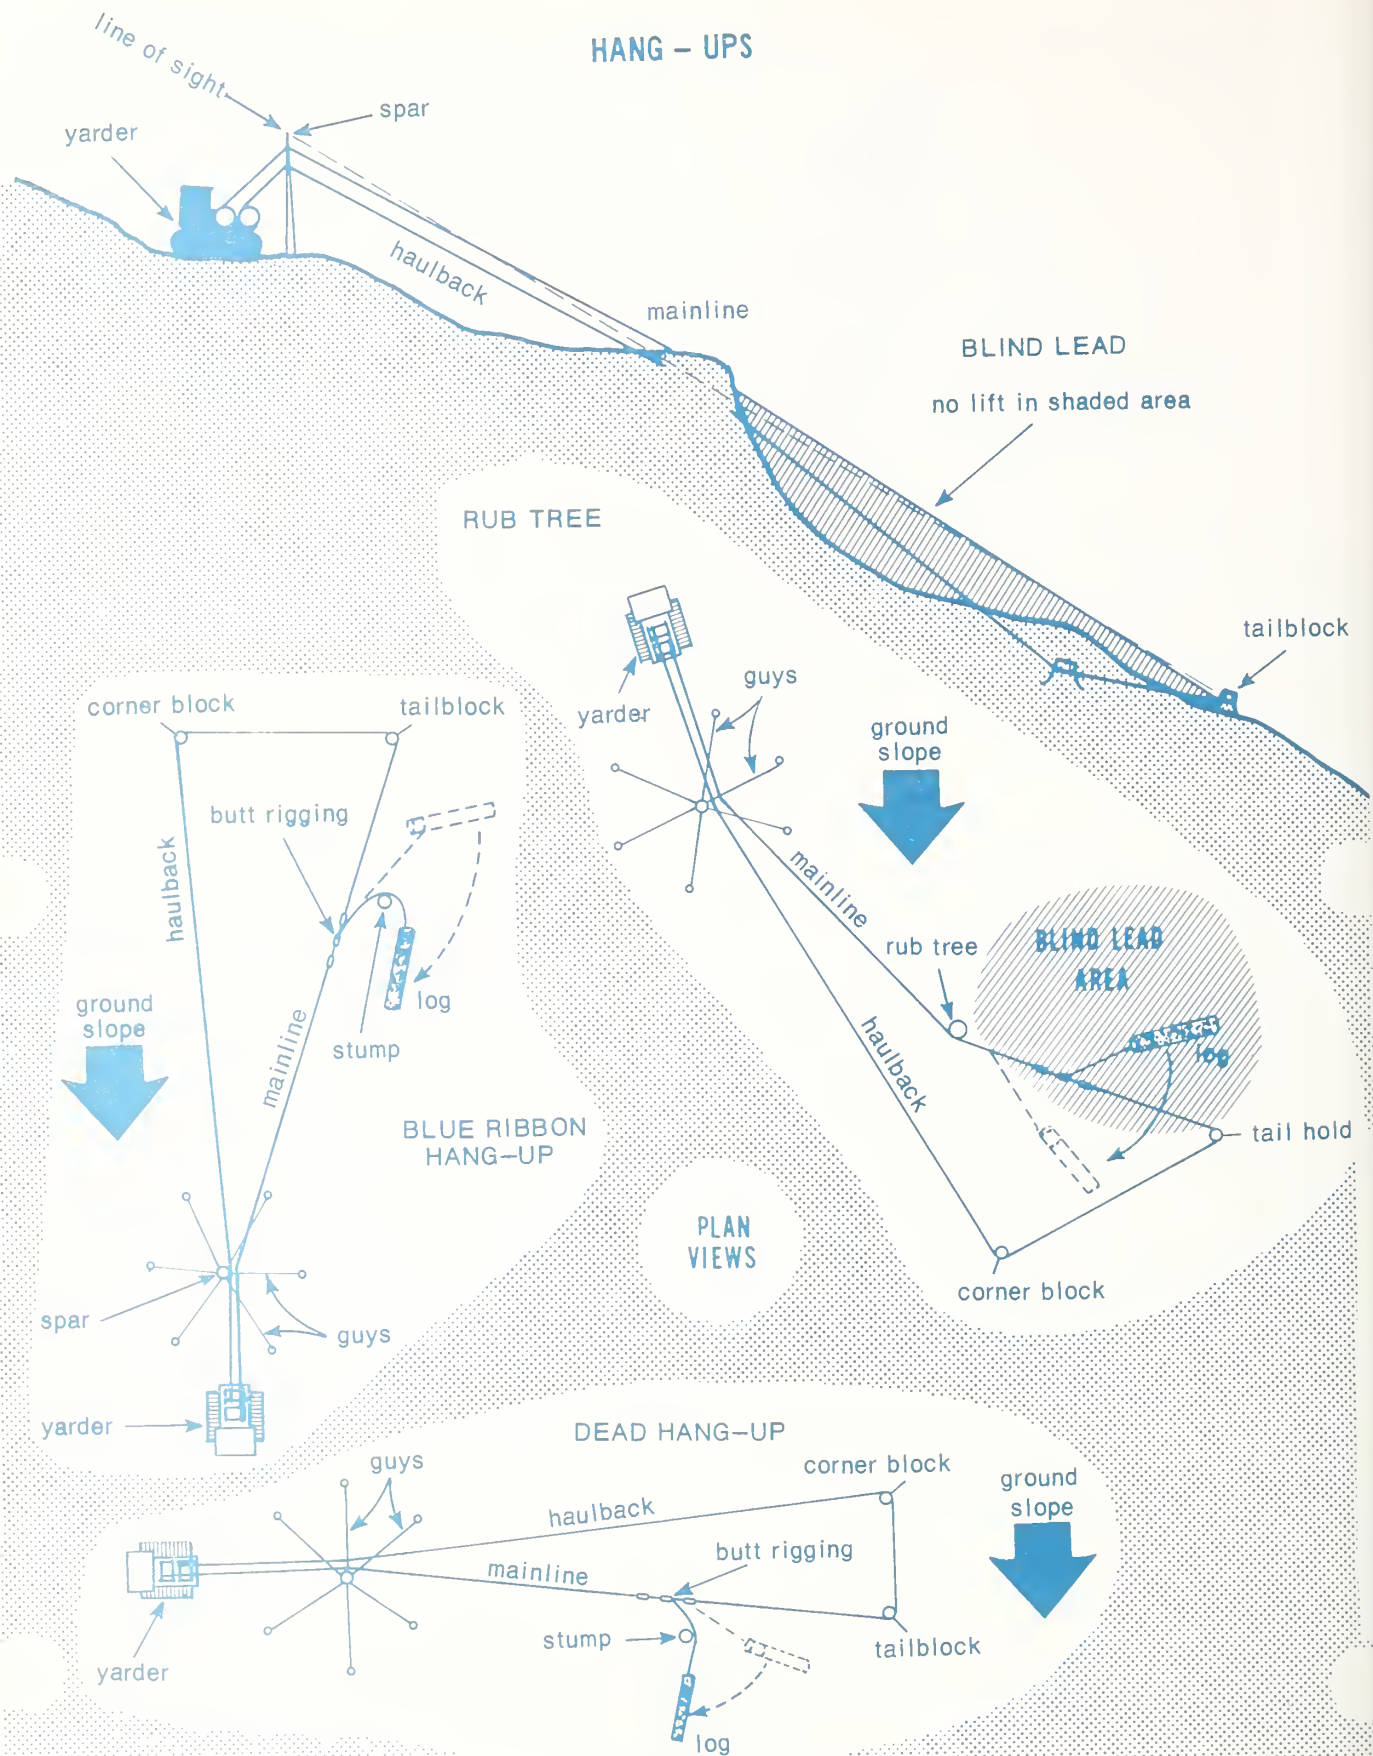 HANG – UPS
line of sight
spar
yarder
haulback
mainline
BLIND LEAD
no lift in shaded area
tailblock
RUB TREE
yarder
guys
ground
slope
mainline
rub tree
BLIND LEAD
AREA
log
haulback
tail hold
corner block
corner block
tailblock
butt rigging
haulback
log
stump
ground
slope
mainline
BLUE RIBBON
HANG–UP
spar
guys
yarder
PLAN
VIEWS
DEAD HANG–UP
guys
haulback
corner block
ground
slope
mainline
butt rigging
stump
tailblock
yarder
log